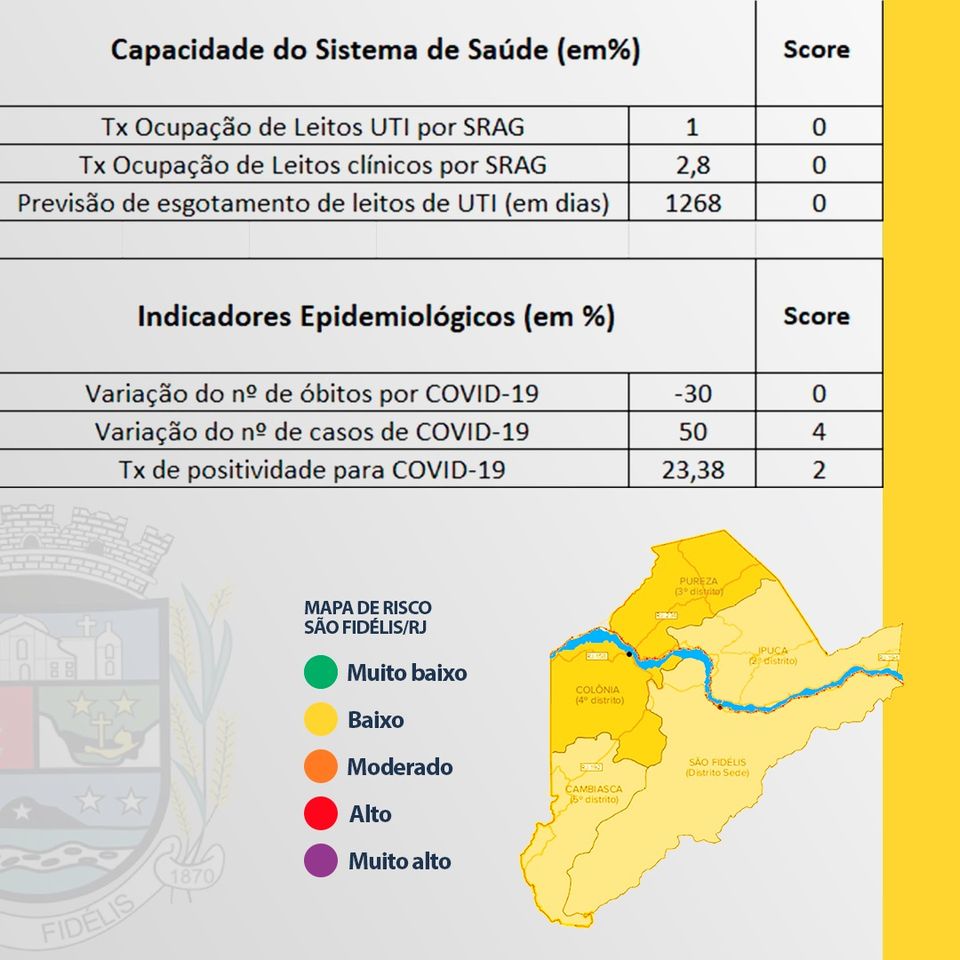 Capacidade do Sistema de Saúde (em%) Score
Tx Ocupação de Leitos UTI por SRAG 1 0
Tx Ocupação de Leitos clínicos por SRAG 2,8 0
Previsão de esgotamento de leitos de UTI (em dias) 1268 0
Indicadores Epidemiológicos (em %) Score
Variação do nº de óbitos por COVID-19 -30 0
Variação do nº de casos de COVID-19 50 4
Tx de positividade para COVID-19 23,38 2
MAPA DE RISCO
SÃO FIDÉLIS/RJ
Muito baixo
Baixo
Moderado
Alto
Muito alto
PUREZA
(3º distrito)
IPUCA
(2º distrito)
COLÔNIA
(4º distrito)
SÃO FIDÉLIS
(Distrito Sede)
CAMBIASCA
(5º distrito)
1870
FIDÉLIS